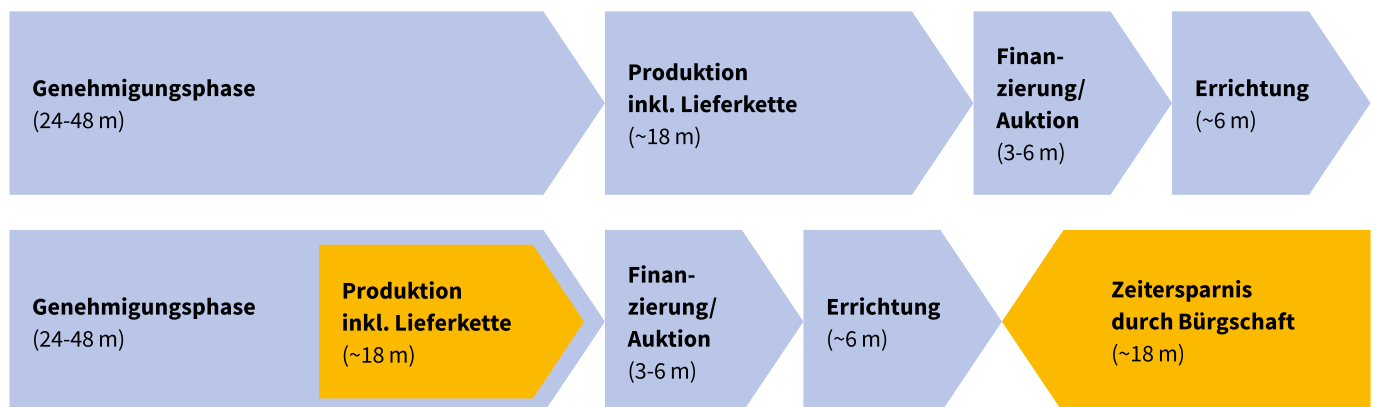 Genehmigungsphase
(24-48 m)
Produktion
inkl. Lieferkette
(~18 m)
Finan-
zierung/
Auktion
(3-6 m)
Errichtung
(~6 m)
Genehmigungsphase
(24-48 m)
Produktion
inkl. Lieferkette
(~18 m)
Finan-
zierung/
Auktion
(3-6 m)
Errichtung
(~6 m)
Zeitersparnis
durch Bürgschaft
(~18 m)